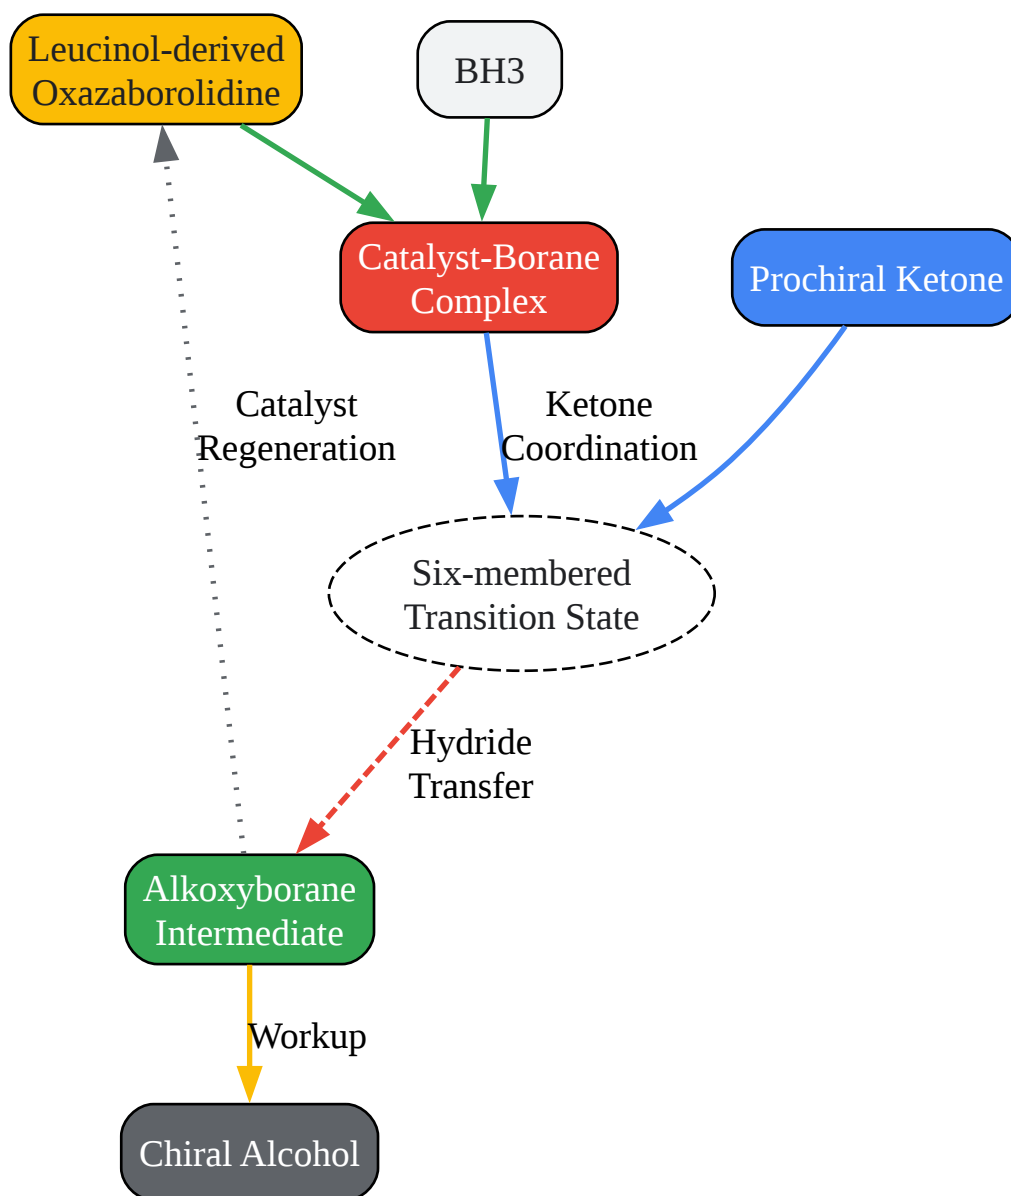 Leucinol-derived
Oxazaborolidine
BH3
Catalyst-Borane
Complex
Prochiral Ketone
Catalyst
Regeneration
Ketone
Coordination
Six-membered
Transition State
Hydride
Transfer
Alkoxyborane
Intermediate
Workup
Chiral Alcohol